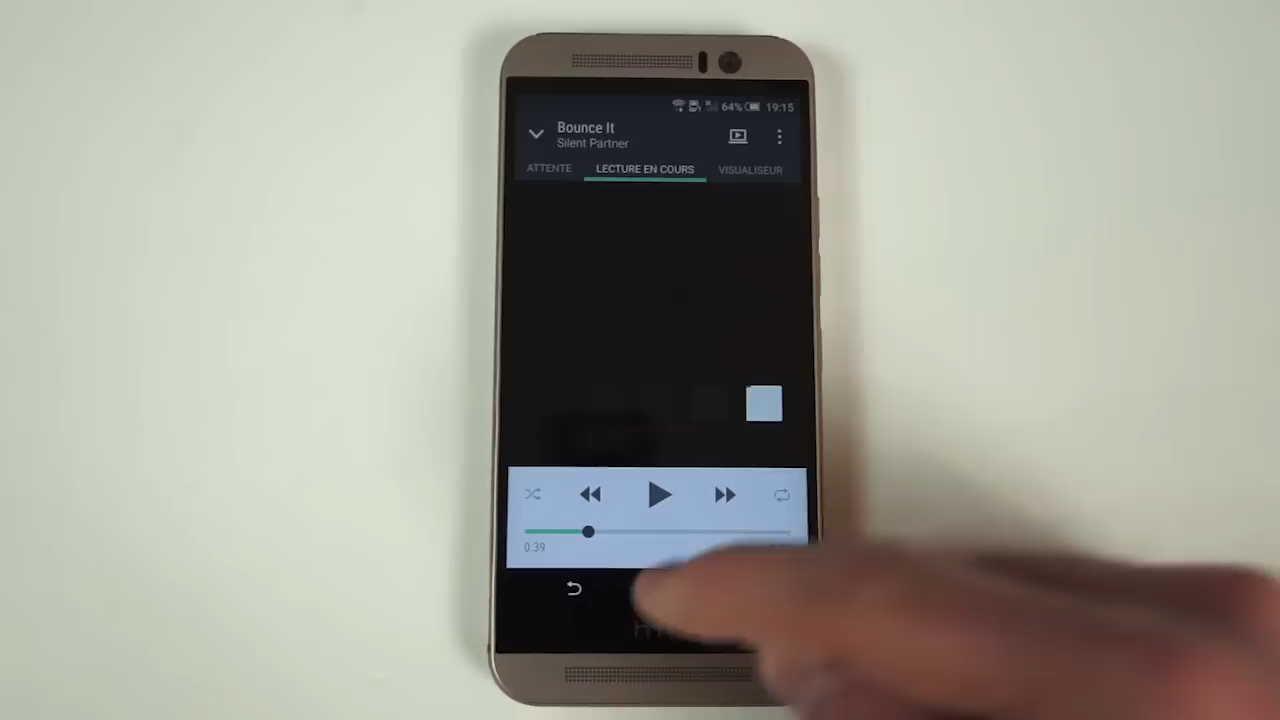 64% 19:15
Bounce It
Silent Partner
ATTENTE LECTURE EN COURS VISUALISEUR
0:39